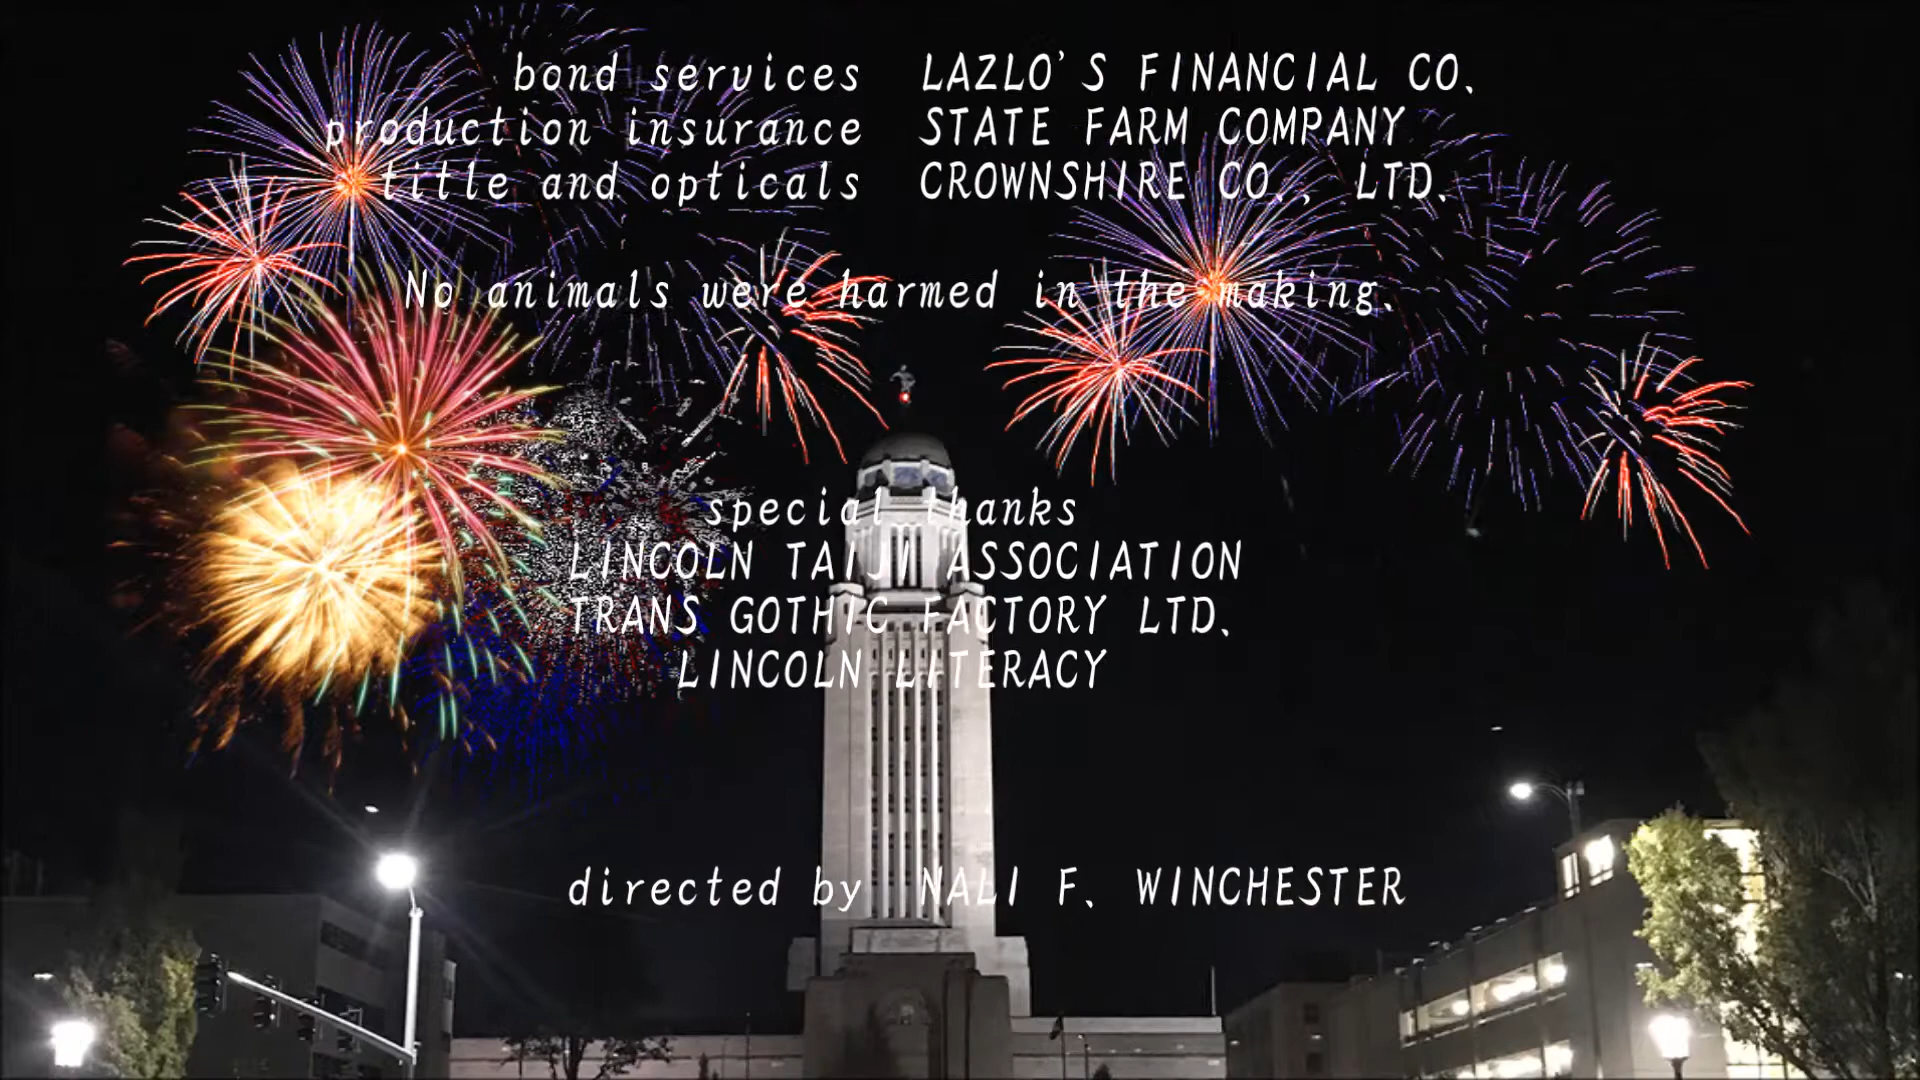 bond services LAZLO'S FINANCIAL CO.
production insurance STATE FARM COMPANY
title and opticals CROWNSHIRE CO., LTD.
No animals were harmed in the making.
special thanks
LINCOLN TAIJI ASSOCIATION
TRANS GOTHIC FACTORY LTD.
LINCOLN LITERACY
directed by NALI F. WINCHESTER